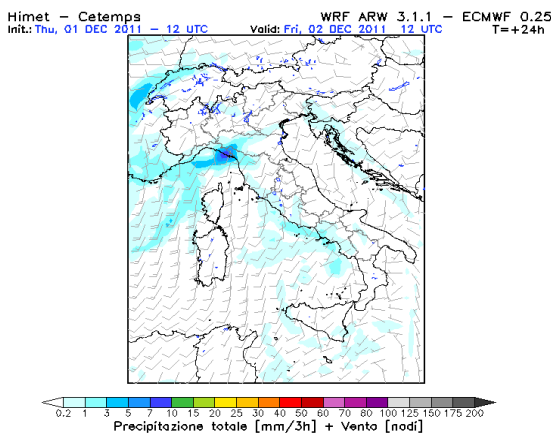 Himet – Cetemps WRF ARW 3.1.1 – ECMWF 0.25
Init.: Thu, 01 DEC 2011 – 12 UTC Valid: Fri, 02 DEC 2011 12 UTC T=+24h
0.2 1 3 5 7 10 15 20 25 30 40 50 60 70 80 100 125 150 175 200
Precipitazione totale [mm/3h] + Vento [nodi]